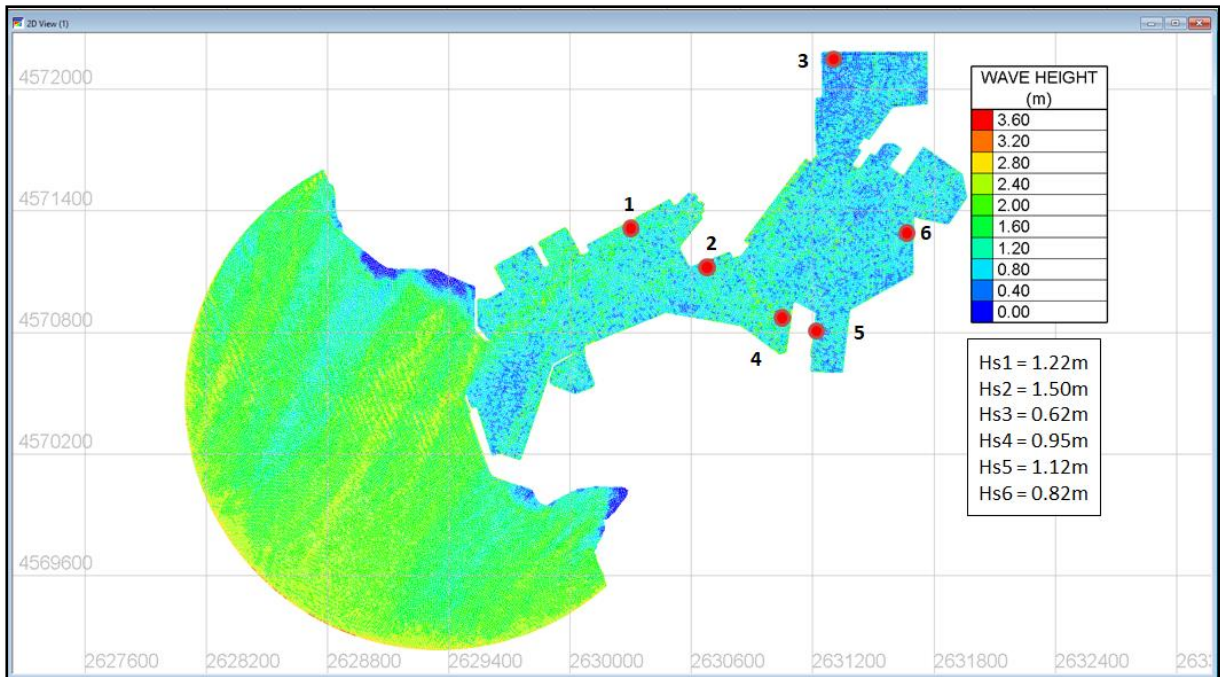 2D View (1)
3
4572000
WAVE HEIGHT
(m)
3.60
3.20
2.80
2.40
2.00
1.60
1.20
0.80
0.40
0.00
4571400
1
2
6
4570800
4
5
Hs1 = 1.22m
Hs2 = 1.50m
Hs3 = 0.62m
Hs4 = 0.95m
Hs5 = 1.12m
Hs6 = 0.82m
4570200
4569600
2627600 2628200 2628800 2629400 2630000 2630600 2631200 2631800 2632400